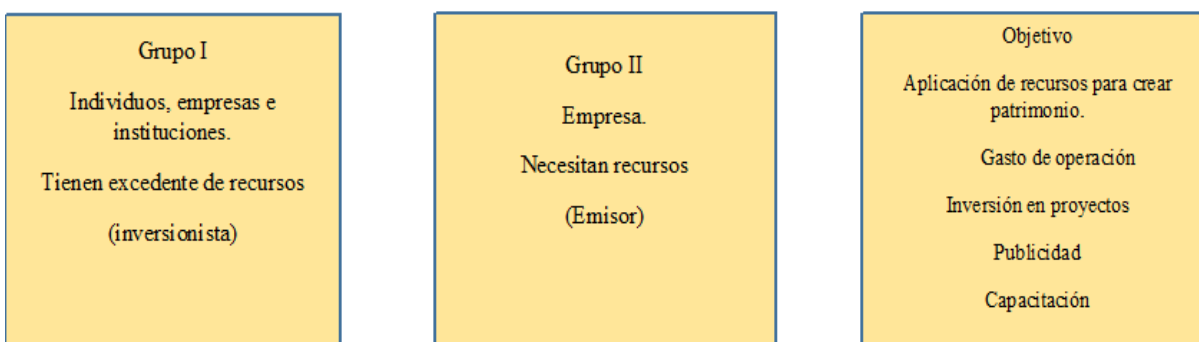 Grupo I
Individuos, empresas e
instituciones.
Tienen excedente de recursos
(inversionista)
Grupo II
Empresa.
Necesitan recursos
(Emisor)
Objetivo
Aplicación de recursos para crear
patrimonio.
Gasto de operación
Inversión en proyectos
Publicidad
Capacitación